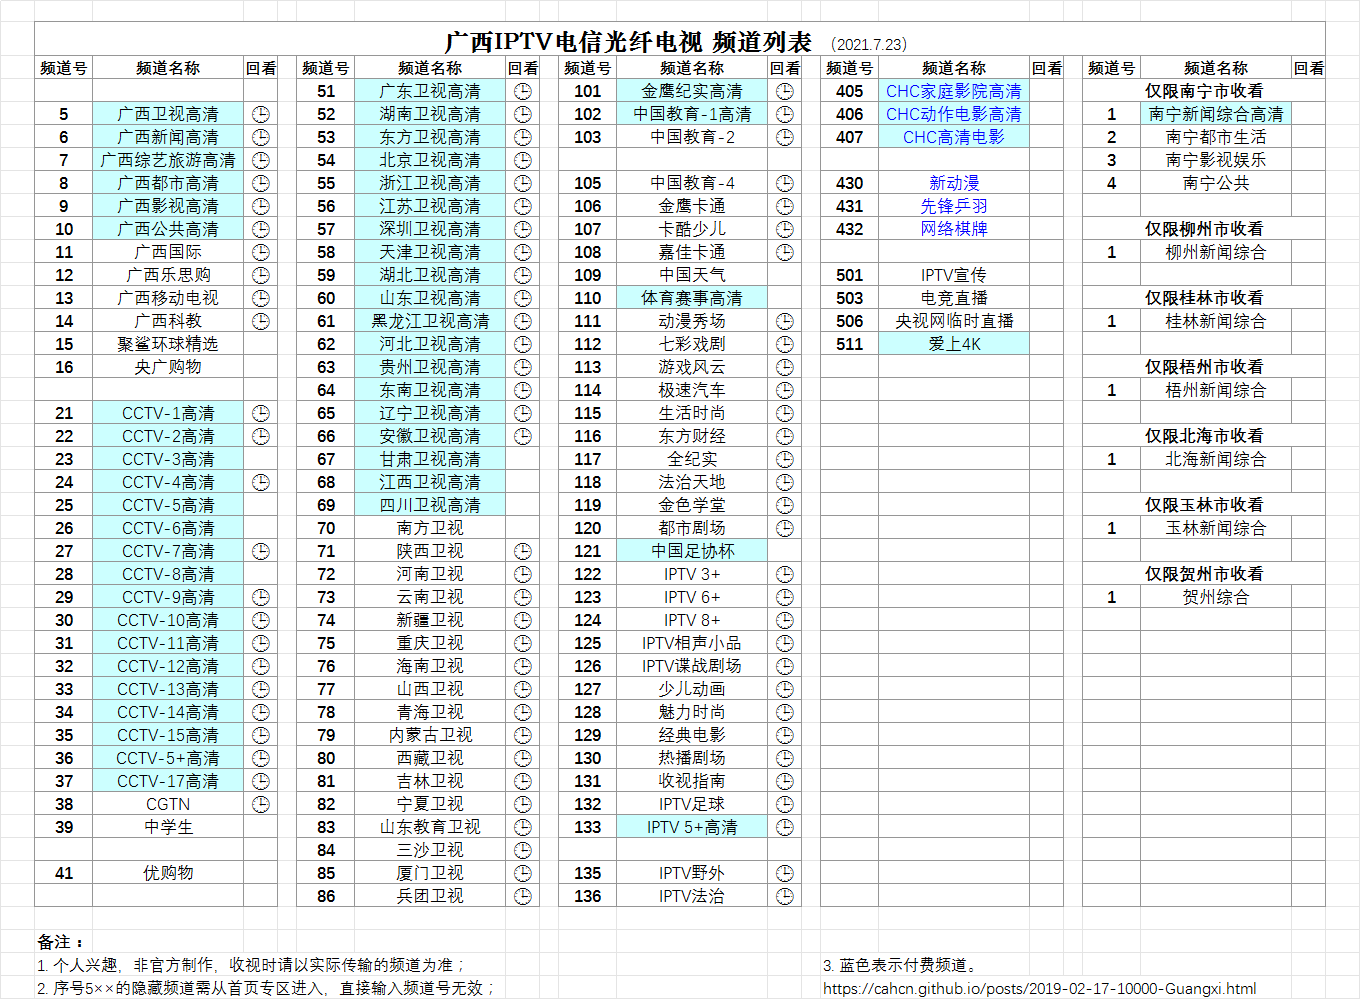 广西IPTV电信光纤电视 频道列表 （2021.7.23）
频道号 频道名称 回看 频道号 频道名称 回看 频道号 频道名称 回看 频道号 频道名称 回看 频道号 频道名称 回看
51 广东卫视高清 101 金鹰纪实高清 405 CHC家庭影院高清 仅限南宁市收看
5 广西卫视高清 52 湖南卫视高清 102 中国教育-1高清 406 CHC动作电影高清 1 南宁新闻综合高清
6 广西新闻高清 53 东方卫视高清 103 中国教育-2 407 CHC高清电影 2 南宁都市生活
7 广西综艺旅游高清 54 北京卫视高清 3 南宁影视娱乐
8 广西都市高清 55 浙江卫视高清 105 中国教育-4 430 新动漫 4 南宁公共
9 广西影视高清 56 江苏卫视高清 106 金鹰卡通 431 先锋乒羽
10 广西公共高清 57 深圳卫视高清 107 卡酷少儿 432 网络棋牌 仅限柳州市收看
11 广西国际 58 天津卫视高清 108 嘉佳卡通 1 柳州新闻综合
12 广西乐思购 59 湖北卫视高清 109 中国天气 501 IPTV宣传
13 广西移动电视 60 山东卫视高清 110 体育赛事高清 503 电竞直播 仅限桂林市收看
14 广西科教 61 黑龙江卫视高清 111 动漫秀场 506 央视网临时直播 1 桂林新闻综合
15 聚鲨环球精选 62 河北卫视高清 112 七彩戏剧 511 爱上4K
16 央广购物 63 贵州卫视高清 113 游戏风云 仅限梧州市收看
64 东南卫视高清 114 极速汽车 1 梧州新闻综合
21 CCTV-1高清 65 辽宁卫视高清 115 生活时尚
22 CCTV-2高清 66 安徽卫视高清 116 东方财经 仅限北海市收看
23 CCTV-3高清 67 甘肃卫视高清 117 全纪实 1 北海新闻综合
24 CCTV-4高清 68 江西卫视高清 118 法治天地
25 CCTV-5高清 69 四川卫视高清 119 金色学堂 仅限玉林市收看
26 CCTV-6高清 70 南方卫视 120 都市剧场 1 玉林新闻综合
27 CCTV-7高清 71 陕西卫视 121 中国足协杯
28 CCTV-8高清 72 河南卫视 122 IPTV 3+ 仅限贺州市收看
29 CCTV-9高清 73 云南卫视 123 IPTV 6+ 1 贺州综合
30 CCTV-10高清 74 新疆卫视 124 IPTV 8+
31 CCTV-11高清 75 重庆卫视 125 IPTV相声小品
32 CCTV-12高清 76 海南卫视 126 IPTV谍战剧场
33 CCTV-13高清 77 山西卫视 127 少儿动画
34 CCTV-14高清 78 青海卫视 128 魅力时尚
35 CCTV-15高清 79 内蒙古卫视 129 经典电影
36 CCTV-5+高清 80 西藏卫视 130 热播剧场
37 CCTV-17高清 81 吉林卫视 131 收视指南
38 CGTN 82 宁夏卫视 132 IPTV足球
39 中学生 83 山东教育卫视 133 IPTV 5+高清
84 三沙卫视
41 优购物 85 厦门卫视 135 IPTV野外
86 兵团卫视 136 IPTV法治
备注：
1. 个人兴趣，非官方制作，收视时请以实际传输的频道为准； 3. 蓝色表示付费频道。
2. 序号5××的隐藏频道需从首页专区进入，直接输入频道号无效； https://cahcn.github.io/posts/2019-02-17-10000-Guangxi.html